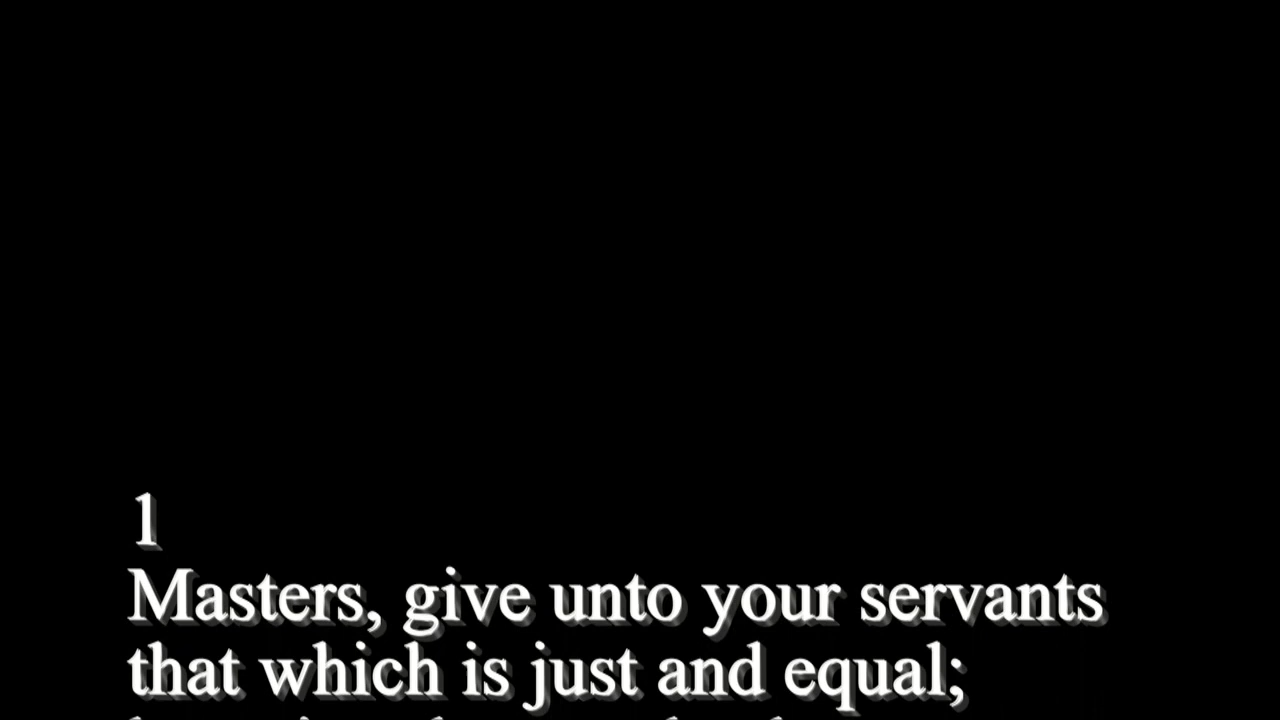 1
Masters, give unto your servants
that which is just and equal;